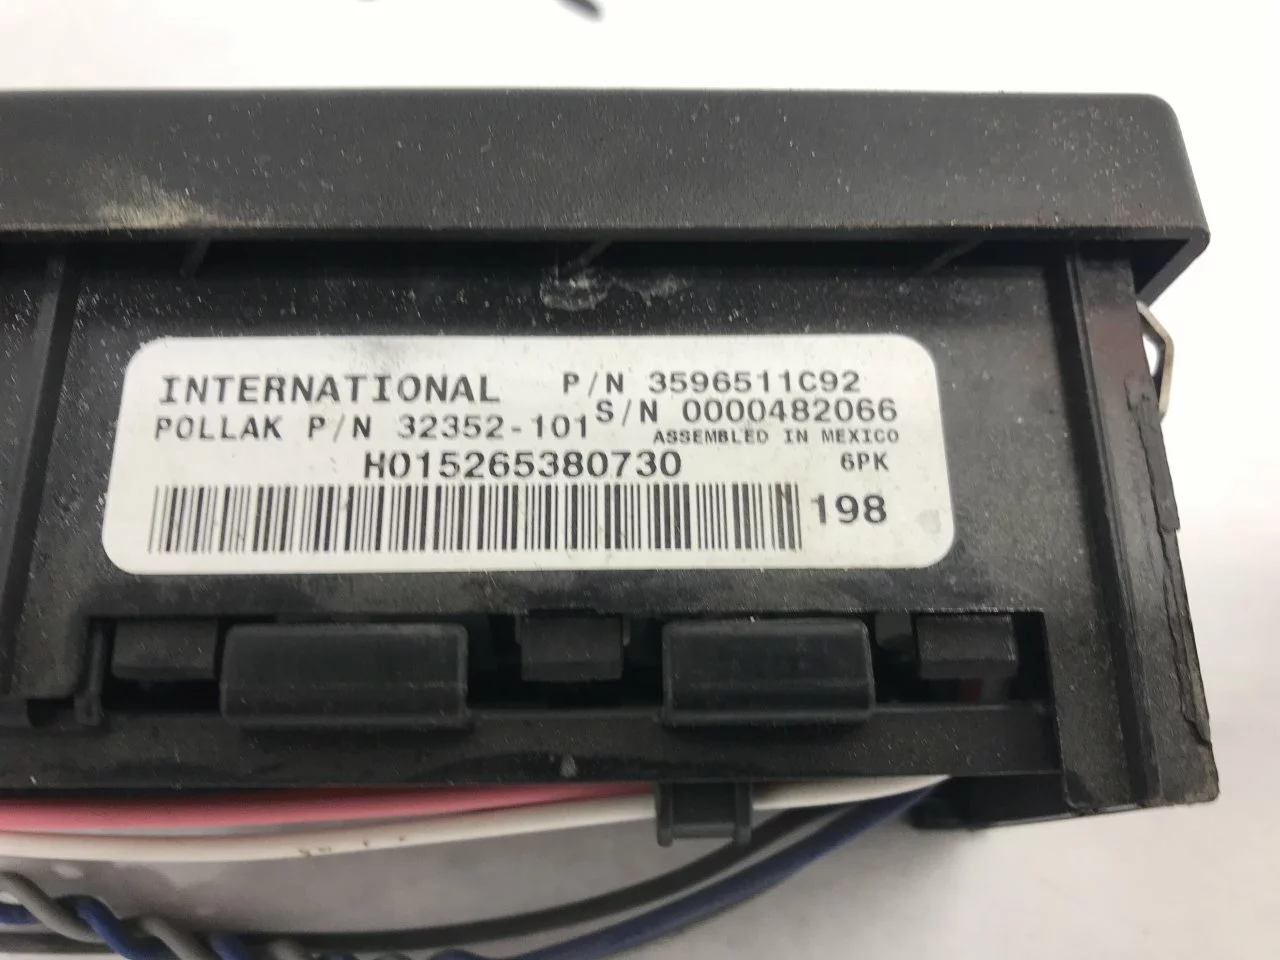 INTERNATIONAL P/N 3596511C92
POLLAK P/N 32352-101 S/N 0000482066
ASSEMBLED IN MEXICO
H015265380730 6PK
198